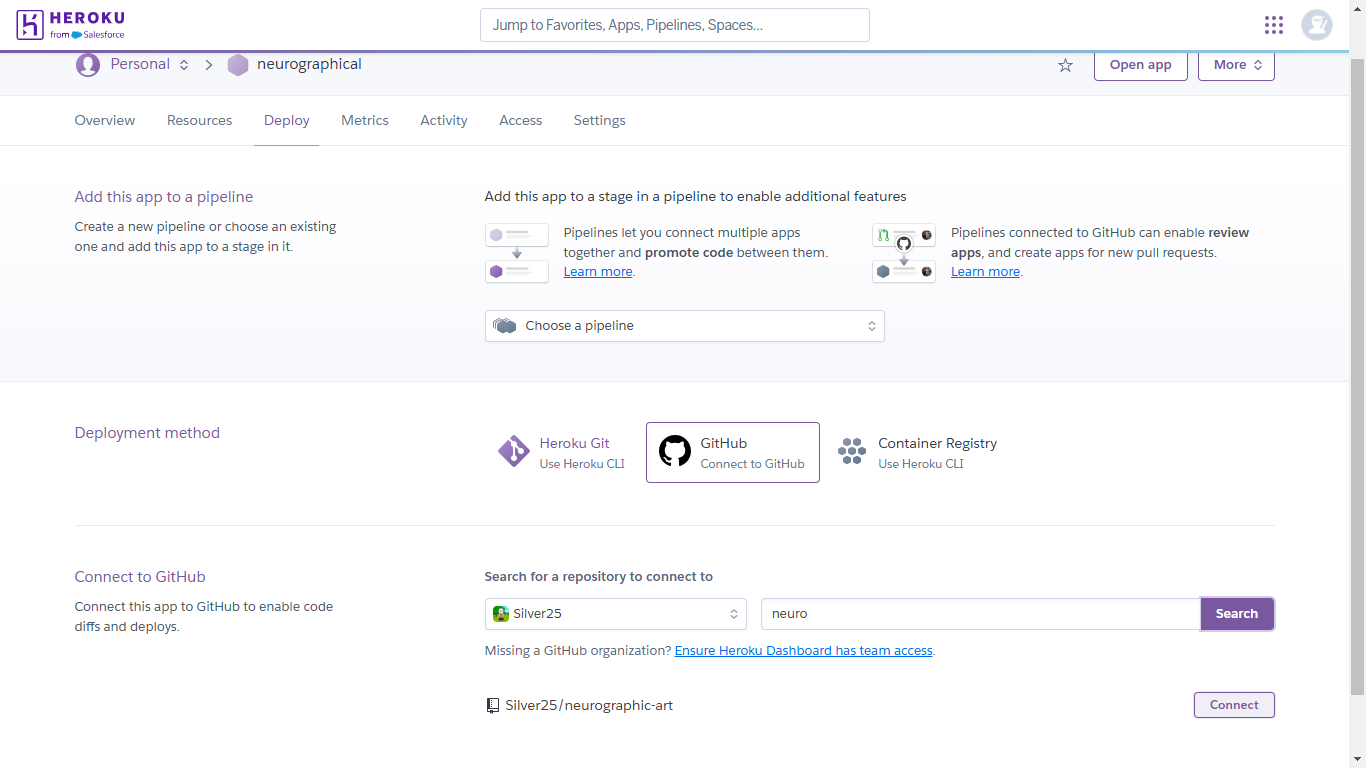 HEROKU
from Salesforce
Jump to Favorites, Apps, Pipelines, Spaces...
Personal
neurographical
Open app
More
Overview
Resources
Deploy
Metrics
Activity
Access
Settings
Add this app to a pipeline
Create a new pipeline or choose an existing
one and add this app to a stage in it.
Add this app to a stage in a pipeline to enable additional features
Pipelines let you connect multiple apps
together and promote code between them.
Learn more.
Pipelines connected to GitHub can enable review
apps, and create apps for new pull requests.
Learn more.
Choose a pipeline
Deployment method
Heroku Git
Use Heroku CLI
GitHub
Connect to GitHub
Container Registry
Use Heroku CLI
Connect to GitHub
Connect this app to GitHub to enable code
diffs and deploys.
Search for a repository to connect to
Silver25
neuro
Search
Missing a GitHub organization? Ensure Heroku Dashboard has team access.
Silver25/neurographic-art
Connect